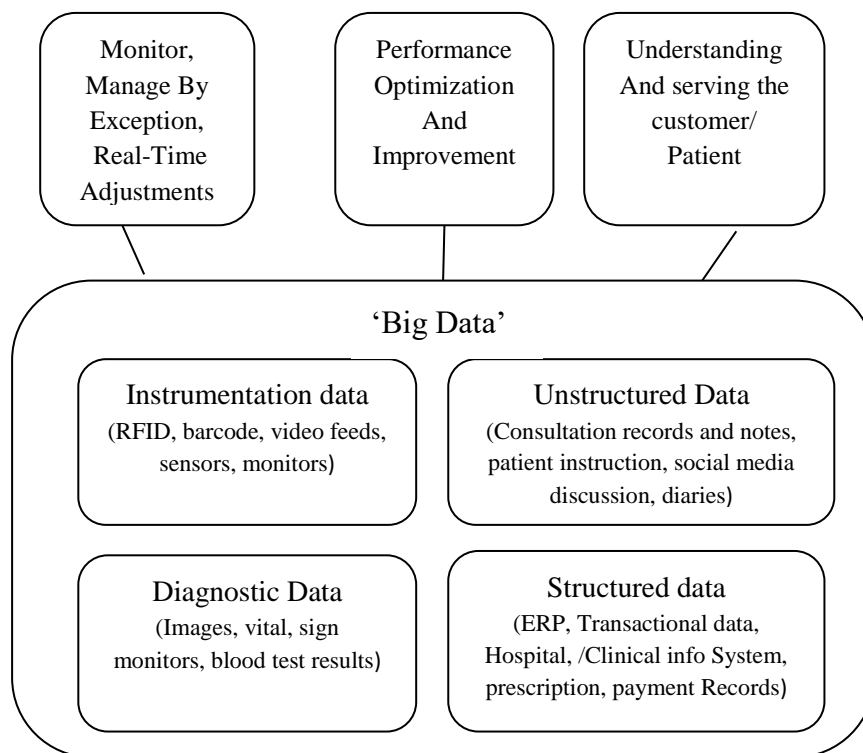 Monitor,
Manage By
Exception,
Real-Time
Adjustments
Performance
Optimization
And
Improvement
Understanding
And serving the
customer/
Patient
‘Big Data’
Instrumentation data
(RFID, barcode, video feeds,
sensors, monitors)
Unstructured Data
(Consultation records and notes,
patient instruction, social media
discussion, diaries)
Diagnostic Data
(Images, vital, sign
monitors, blood test results)
Structured data
(ERP, Transactional data,
Hospital, /Clinical info System,
prescription, payment Records)